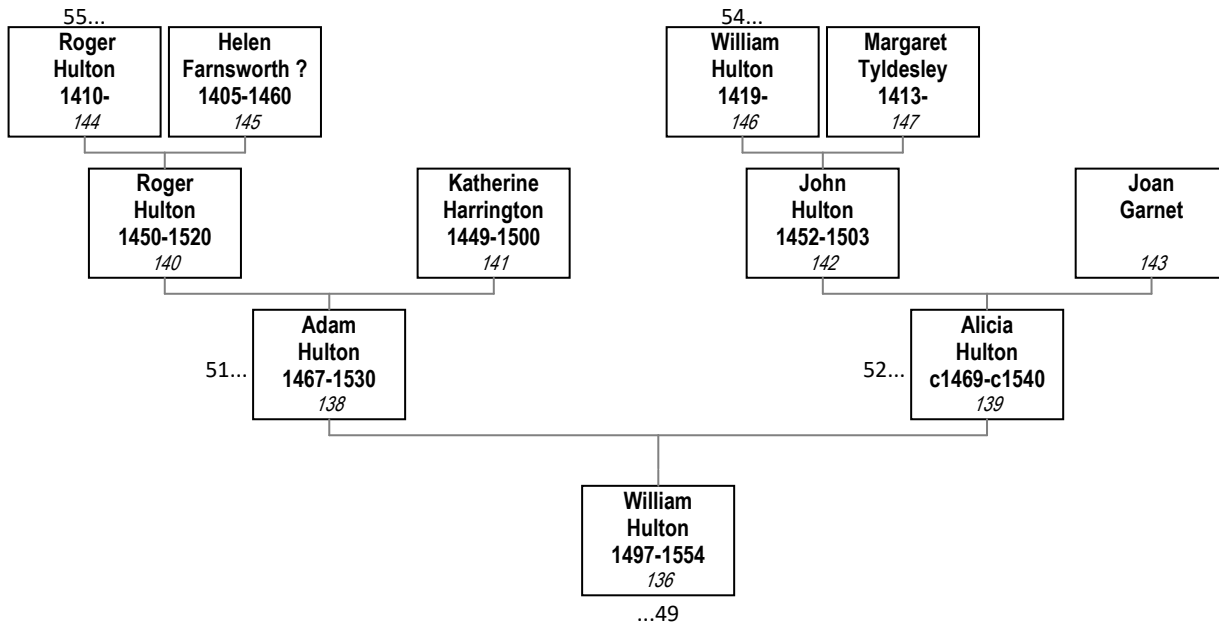 55...
Roger
Hulton
1410-
144
Helen
Farnsworth ?
1405-1460
145
54...
William
Hulton
1419-
146
Margaret
Tyldesley
1413-
147
Roger
Hulton
1450-1520
140
Katherine
Harrington
1449-1500
141
John
Hulton
1452-1503
142
Joan
Garnet
143
51...
Adam
Hulton
1467-1530
138
52...
Alicia
Hulton
c1469-c1540
139
William
Hulton
1497-1554
136
...49